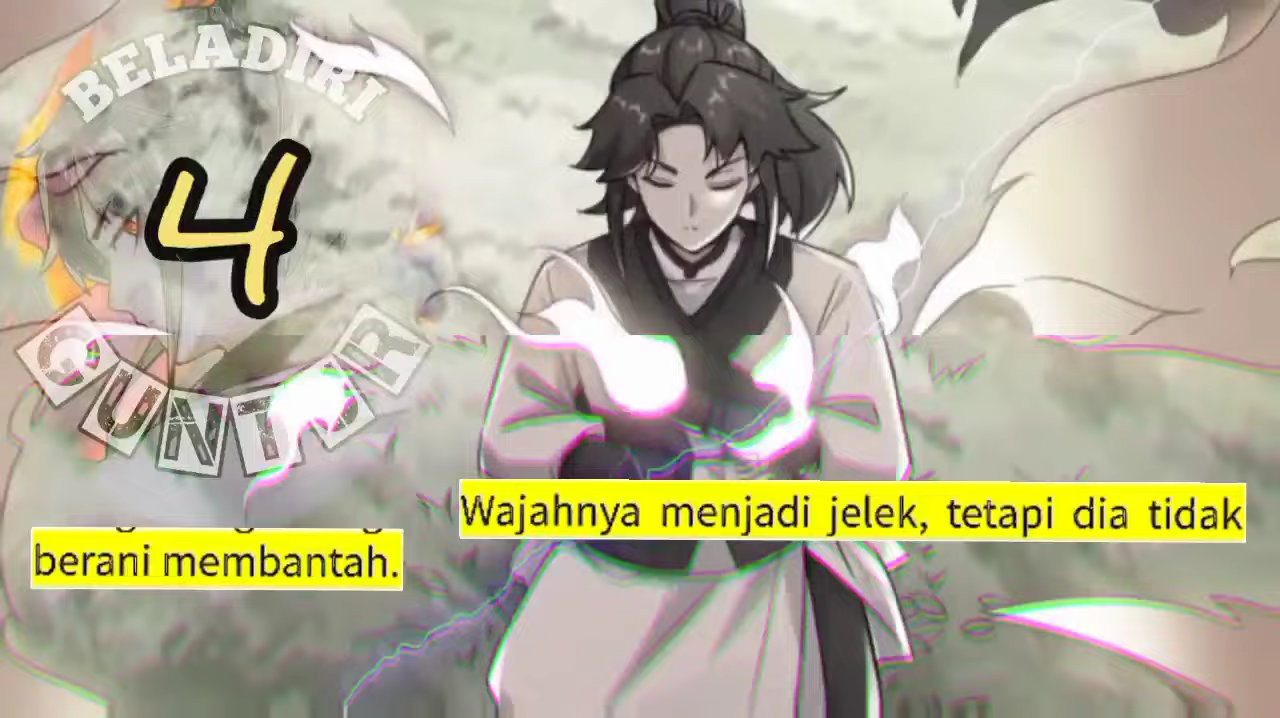 BELADIRI
4
GUNTUR
Wajahnya menjadi jelek, tetapi dia tidak
berani membantah.